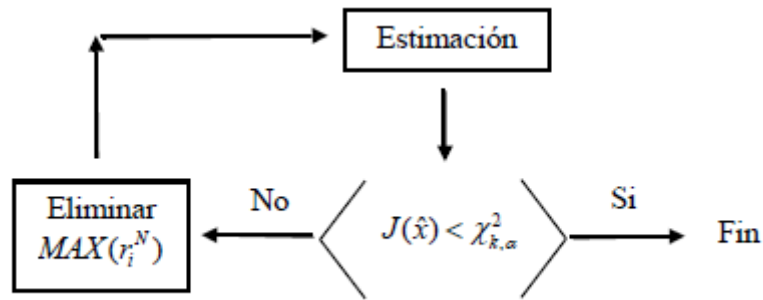 Estimación
Eliminar
MAX(r_i^N)
No
J(x̂) < χ²_{k,α}
Si
Fin